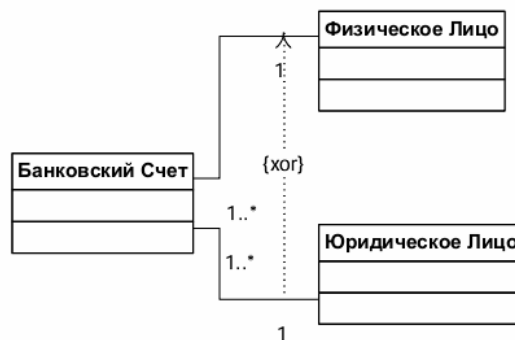 Физическое Лицо
1
{xor}
Банковский Счет
1..*
1..*
Юридическое Лицо
1